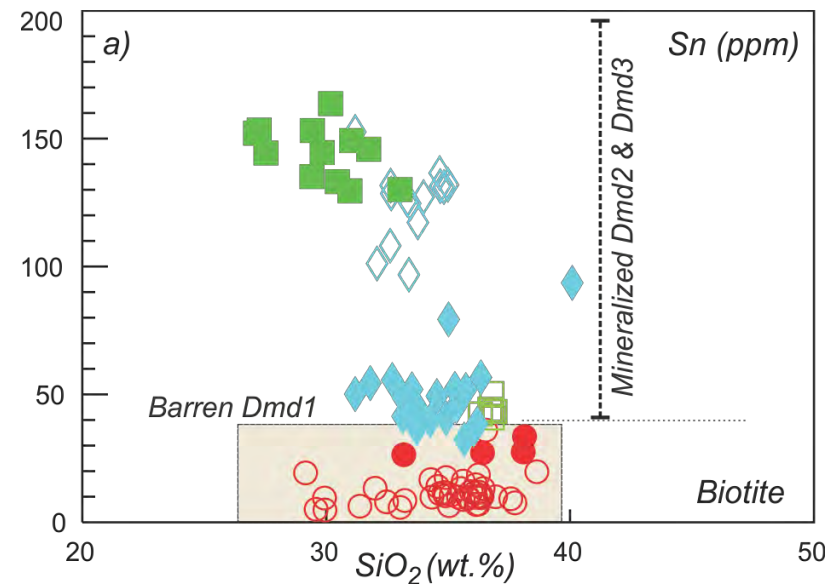 200
a)
Sn (ppm)
150
100
50
0
Mineralized Dmd2 & Dmd3
Barren Dmd1
Biotite
20
30
40
50
SiO₂ (wt.%)